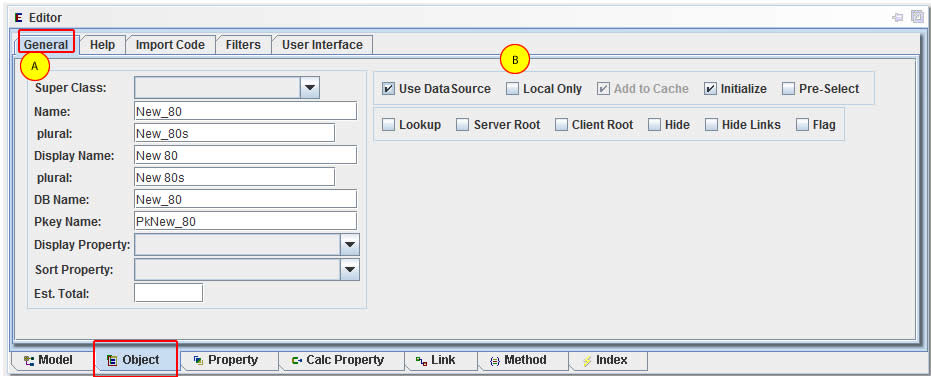 Editor
General Help Import Code Filters User Interface
A B
Super Class:
Use DataSource Local Only Add to Cache Initialize Pre-Select
Name: New_80
Lookup Server Root Client Root Hide Hide Links Flag
plural: New_80s
Display Name: New 80
plural: New 80s
DB Name: New_80
Pkey Name: PkNew_80
Display Property:
Sort Property:
Est. Total:
Model Object Property Calc Property Link Method Index